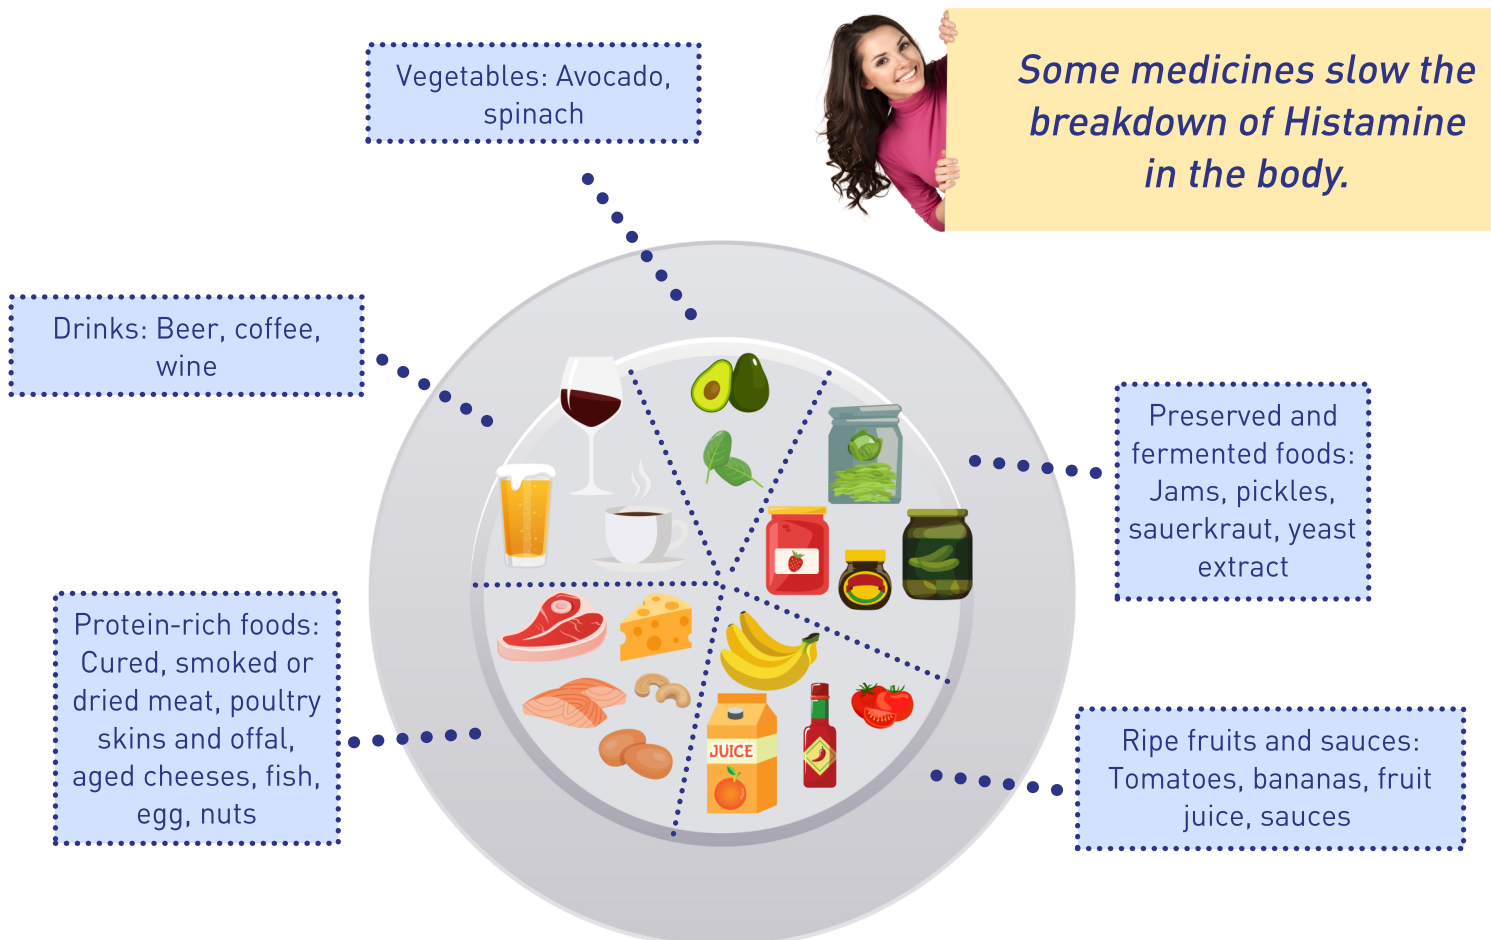 Vegetables: Avocado,
spinach
Some medicines slow the
breakdown of Histamine
in the body.
Drinks: Beer, coffee,
wine
Preserved and
fermented foods:
Jams, pickles,
sauerkraut, yeast
extract
Protein-rich foods:
Cured, smoked or
dried meat, poultry
skins and offal,
aged cheeses, fish,
egg, nuts
JUICE
Ripe fruits and sauces:
Tomatoes, bananas, fruit
juice, sauces